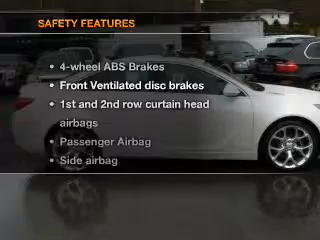 SAFETY FEATURES
• 4-wheel ABS Brakes
• Front Ventilated disc brakes
• 1st and 2nd row curtain head
airbags
• Passenger Airbag
• Side airbag